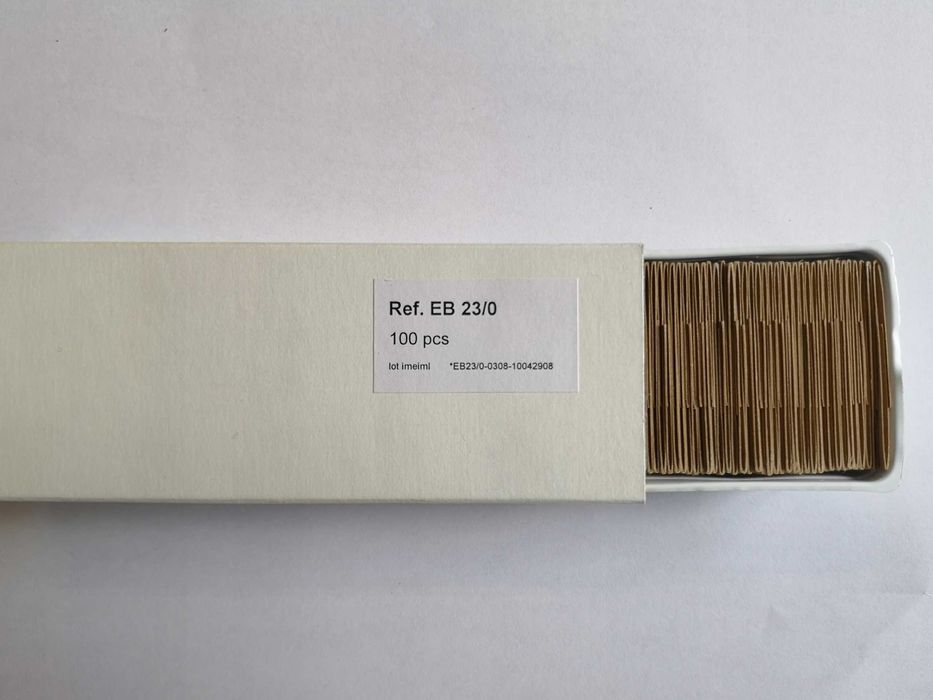 Ref. EB 23/0
100 pcs
lot imeiml *EB23/0-0308-10042908